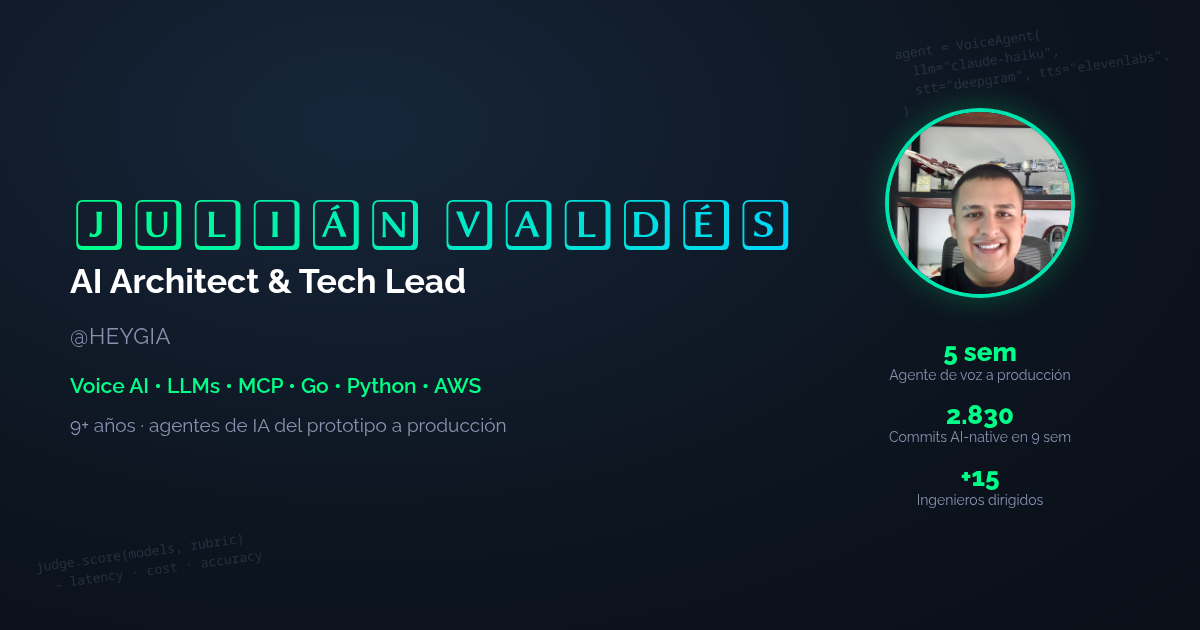 agent = VoiceAgent(
llm="claude-haiku",
stt="deepgram", tts="elevenlabs",
)
JULIÁN VALDÉS
AI Architect & Tech Lead
@HEYGIA
Voice AI • LLMs • MCP • Go • Python • AWS
9+ años · agentes de IA del prototipo a producción
5 sem
Agente de voz a producción
2.830
Commits AI-native en 9 sem
+15
Ingenieros dirigidos
judge.score(models, rubric)
→ latency · cost · accuracy